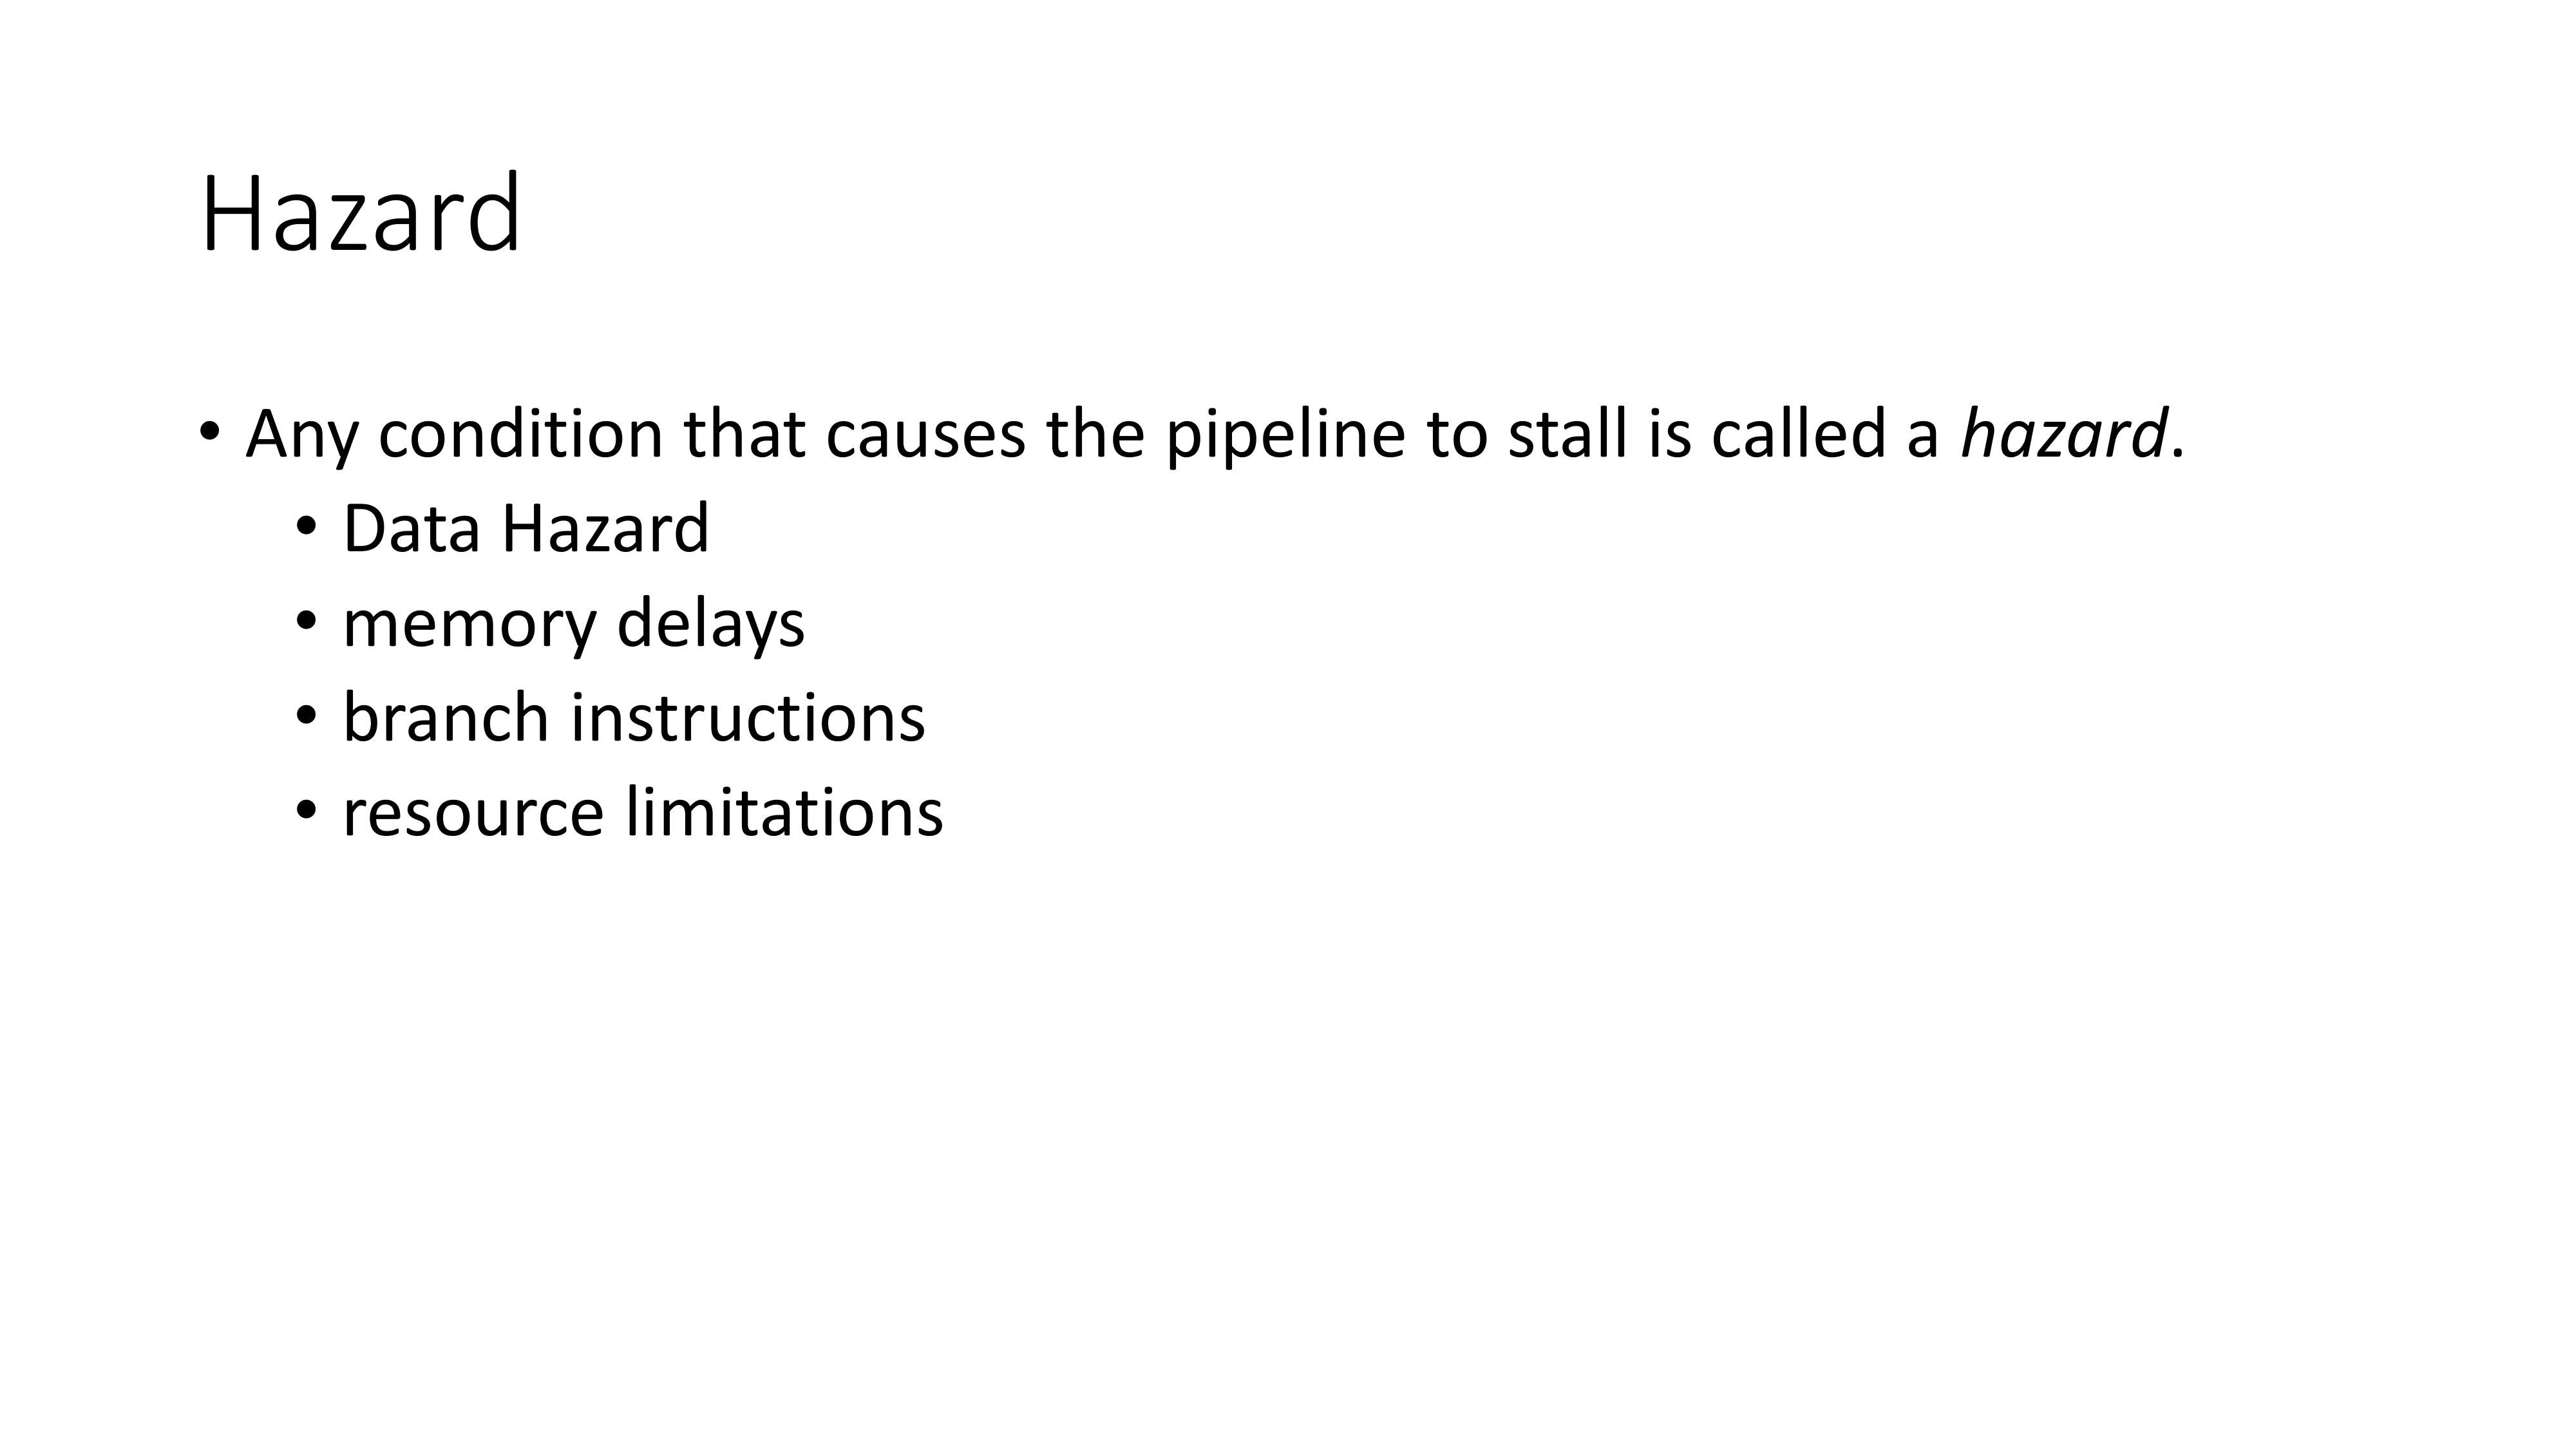 Hazard
• Any condition that causes the pipeline to stall is called a hazard.
• Data Hazard
• memory delays
• branch instructions
• resource limitations